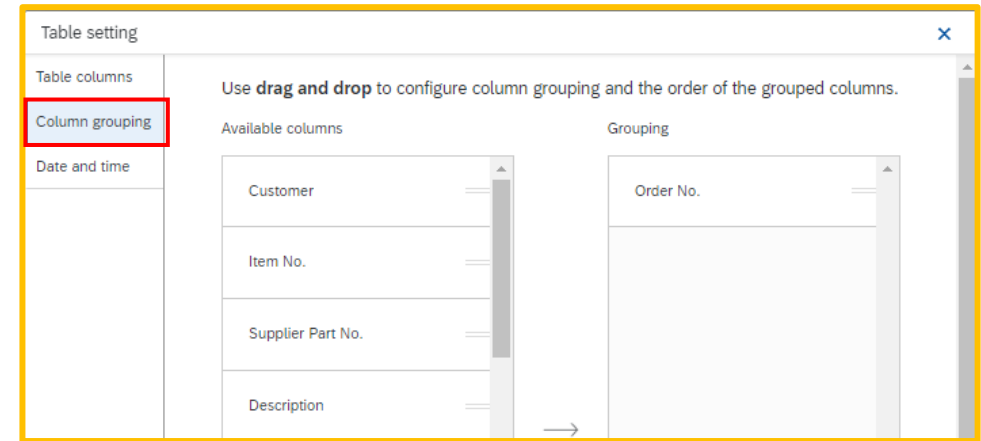 Table setting
Table columns
Column grouping
Date and time
Use drag and drop to configure column grouping and the order of the grouped columns.
Available columns
Customer
Item No.
Supplier Part No.
Description
Grouping
Order No.